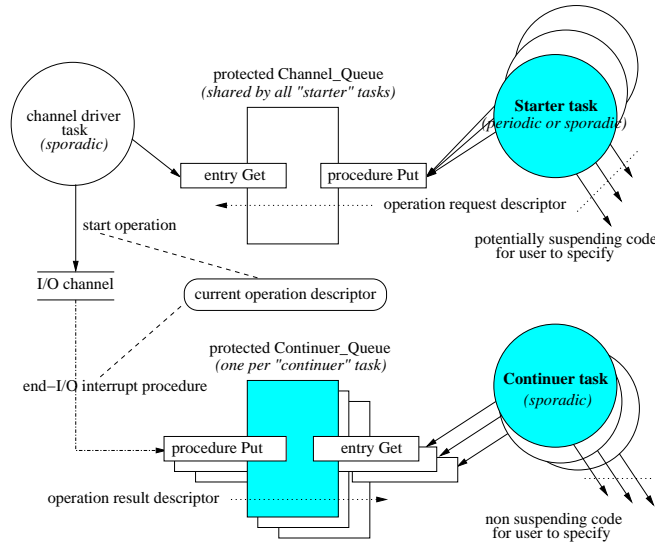 protected Channel_Queue
(shared by all "starter" tasks)
channel driver
task
(sporadic)
Starter task
(periodic or sporadic)
entry Get
procedure Put
operation request descriptor
start operation
potentially suspending code
for user to specify
I/O channel
current operation descriptor
protected Continuer_Queue
(one per "continuer" task)
end−I/O interrupt procedure
Continuer task
(sporadic)
procedure Put
entry Get
operation result descriptor
non suspending code
for user to specify